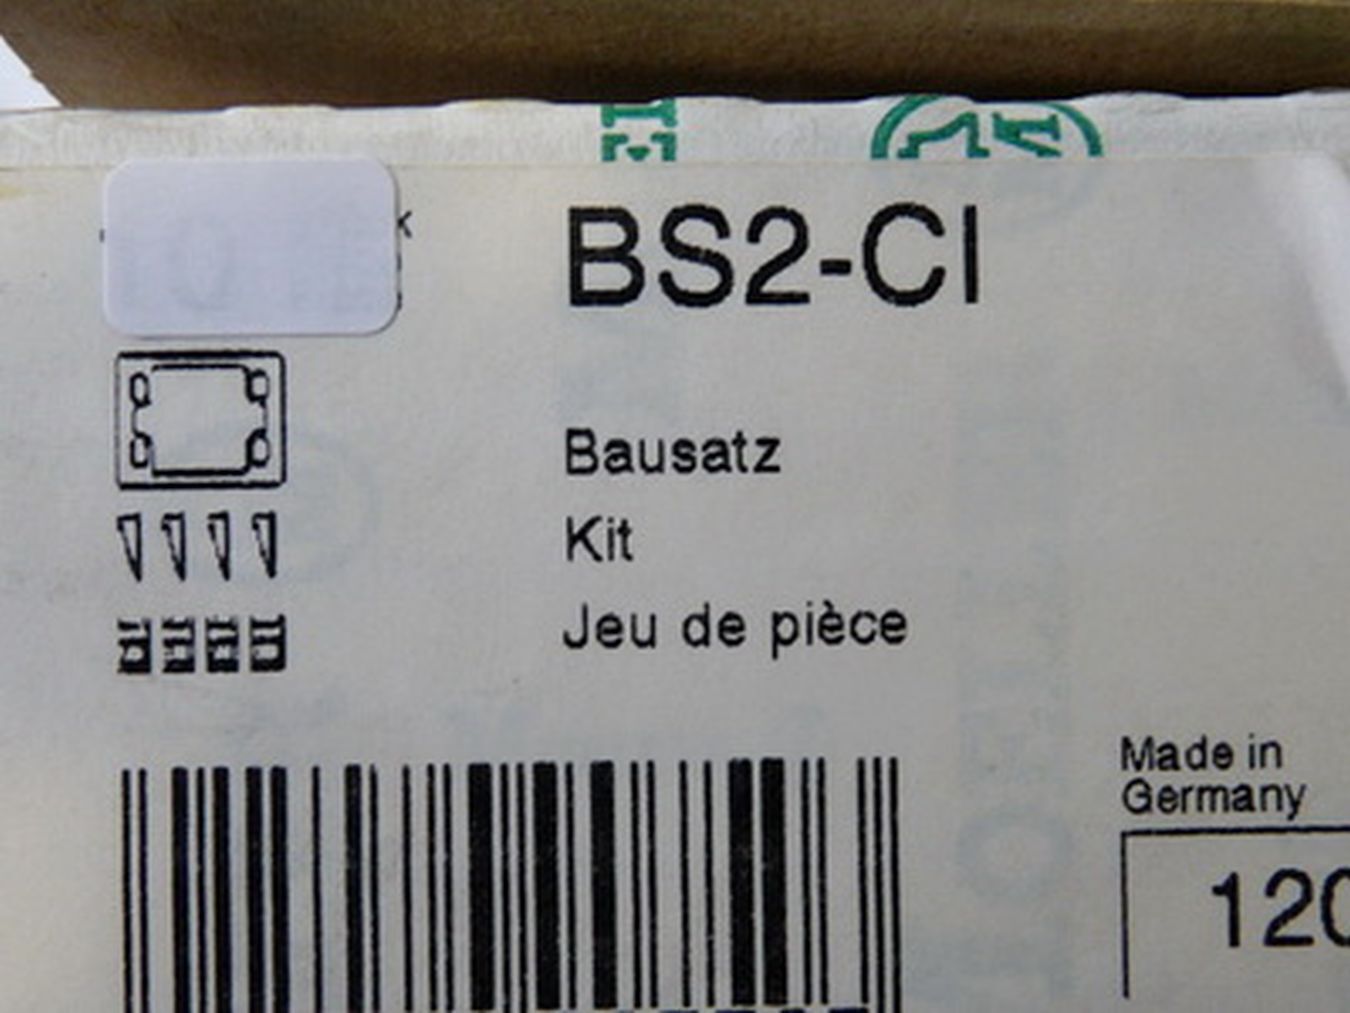 BS2-CI
Bausatz
Kit
Jeu de pièce
Made in
Germany
120